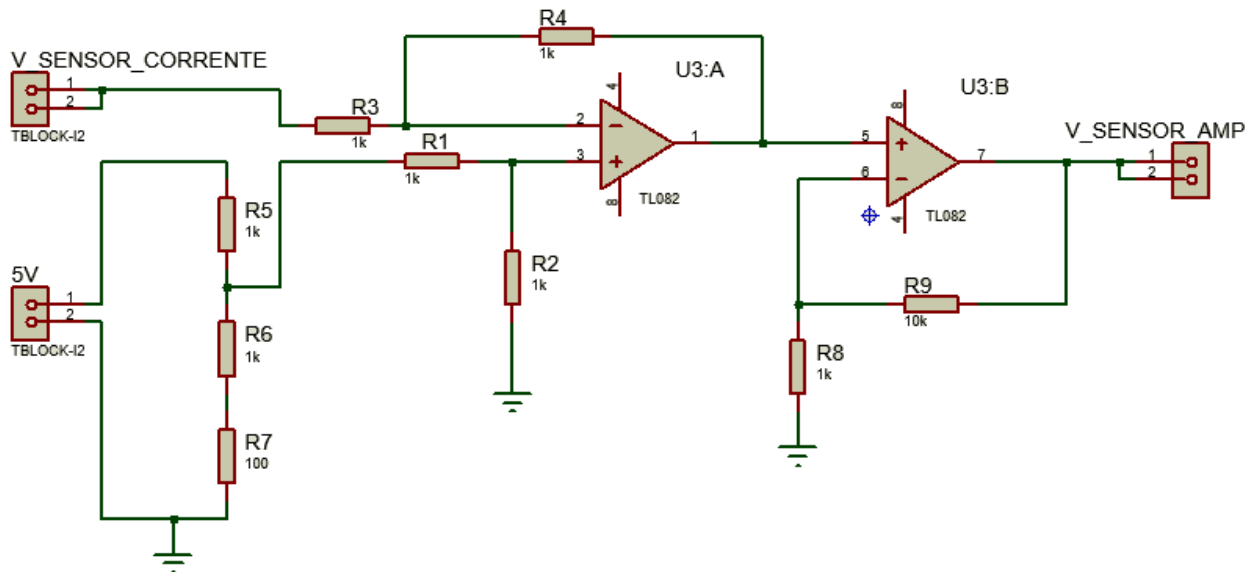 V_SENSOR_CORRENTE
1
2
TBLOCK-I2
R3
1k
R4
1k
R1
1k
U3:A
4
2
3
1
8
TL082
U3:B
8
5
6
7
4
TL082
V_SENSOR_AMP
1
2
R5
1k
5V
1
2
TBLOCK-I2
R6
1k
R7
100
R2
1k
R9
10k
R8
1k